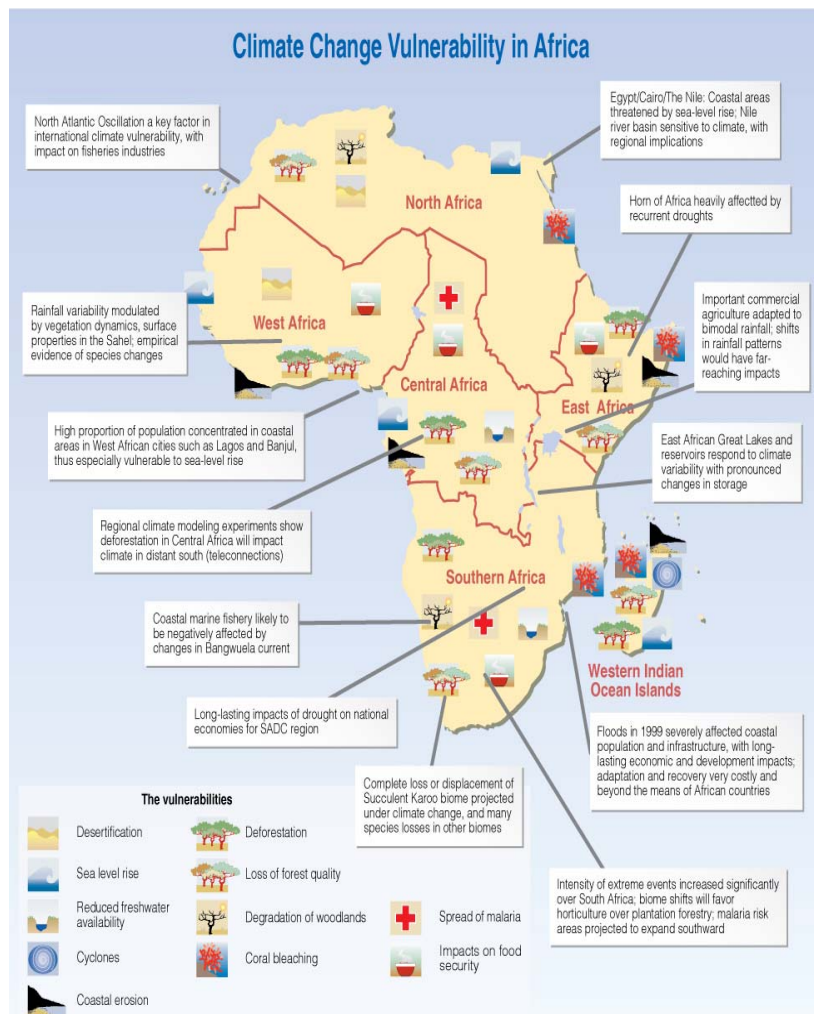 Climate Change Vulnerability in Africa
North Atlantic Oscillation a key factor in
international climate vulnerability, with
impact on fisheries industries
Egypt/Cairo/The Nile: Coastal areas
threatened by sea-level rise; Nile
river basin sensitive to climate, with
regional implications
North Africa
Horn of Africa heavily affectted by
recurrent droughts
Rainfall variability modulated
by vegetation dynamics, surface
properties in the Sahel; empirical
evidence of species changes
West Africa
Important commercial
agriculture adapted to
bimodal rainfall; shifts
in rainfall patterns
would have far-
reaching impacts
Central Africa
East Africa
High proportion of population concentrated in coastal
areas in West African cities such as Lagos and Banjul,
thus especially vulnerable to sea-level rise
East African Great Lakes and
reservoirs respond to climate
variability with pronounced
changes in storage
Regional climate modeling experiments show
deforestation in Central Africa will impact
climate in distant south (teleconnections)
Southern Africa
Coastal marine fishery likely to
be negatively affected by
changes in Bangwuela current
Western Indian
Ocean Islands
Long-lasting impacts of drought on national
economies for SADC region
Floods in 1999 severely affected coastal
population and infrastructure, with long-
lasting economic and development impacts;
adaptation and recovery very costly and
beyond the means of African countries
Complete loss or displacement of
Succulent Karoo biome projected
under climate change, and many
species losses in other biomes
Intensity of extreme events increased significantly
over South Africa; biome shifts will favor
horticulture over plantation forestry; malaria risk
areas projected to expand southward
The vulnerabilities
Desertification
Sea level rise
Reduced freshwater
availability
Cyclones
Coastal erosion
Deforestation
Loss of forest quality
Degradation of woodlands
Coral bleaching
Spread of malaria
Impacts on food
security